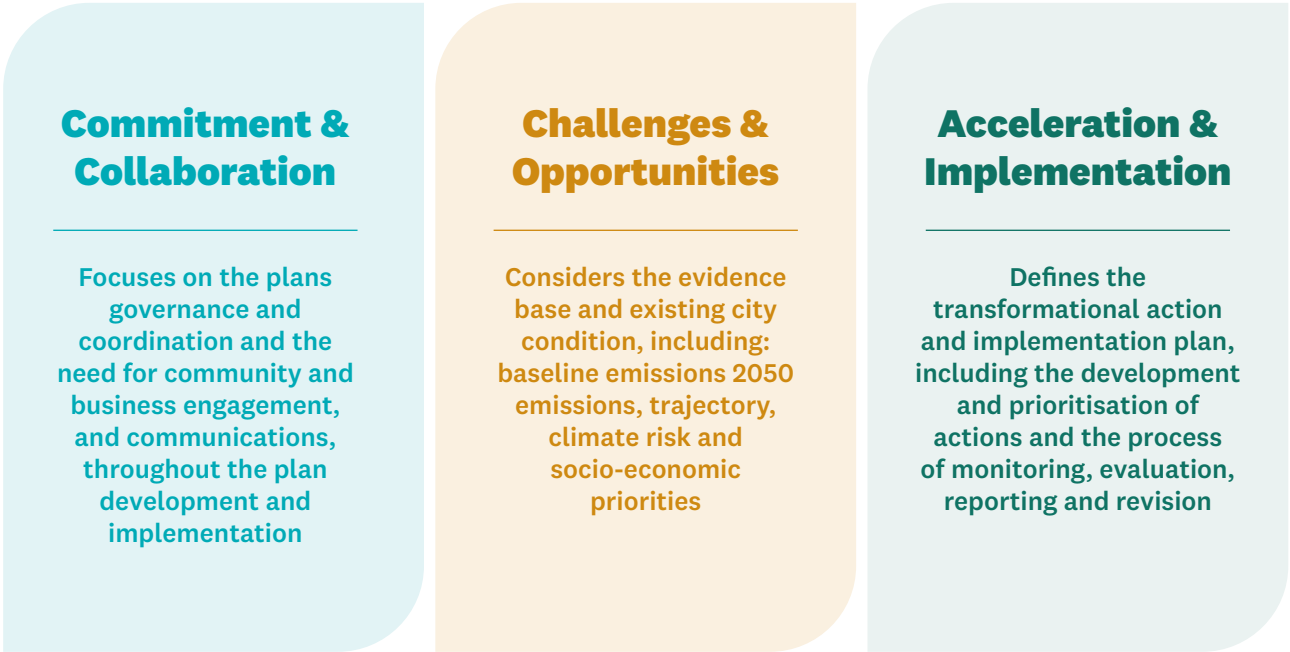 Commitment &
Collaboration
Focuses on the plans
governance and
coordination and the
need for community and
business engagement,
and communications,
throughout the plan
development and
implementation
Challenges &
Opportunities
Considers the evidence
base and existing city
condition, including:
baseline emissions 2050
emissions, trajectory,
climate risk and
socio-economic
priorities
Acceleration &
Implementation
Defines the
transformational action
and implementation plan,
including the development
and prioritisation of
actions and the process
of monitoring, evaluation,
reporting and revision